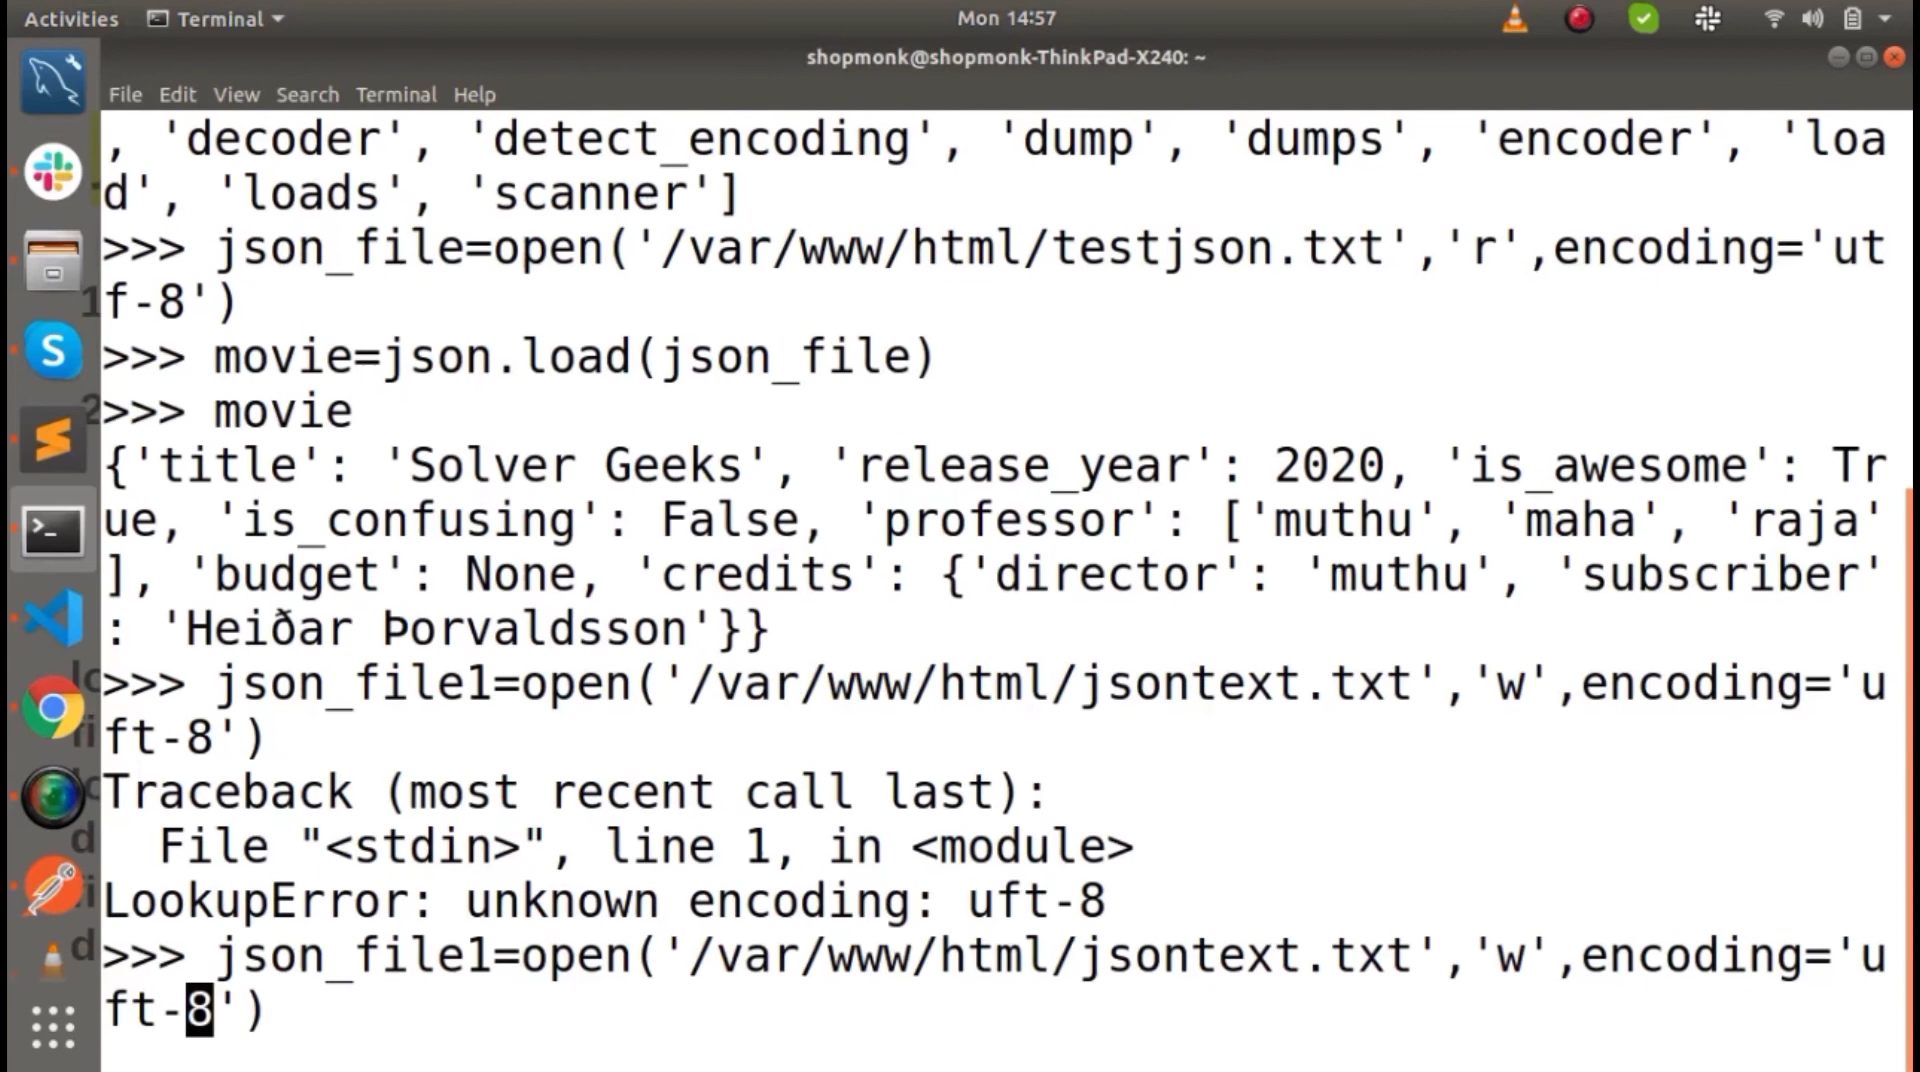 Activities Terminal Mon 14:57
shopmonk@shopmonk-ThinkPad-X240: ~
File Edit View Search Terminal Help
, 'decoder', 'detect_encoding', 'dump', 'dumps', 'encoder', 'loa
d', 'loads', 'scanner']
>>> json_file=open('/var/www/html/testjson.txt','r',encoding='ut
f-8')
>>> movie=json.load(json_file)
>>> movie
{'title': 'Solver Geeks', 'release_year': 2020, 'is_awesome': Tr
ue, 'is_confusing': False, 'professor': ['muthu', 'maha', 'raja'
], 'budget': None, 'credits': {'director': 'muthu', 'subscriber'
: 'Heiðar Þorvaldsson'}}
>>> json_file1=open('/var/www/html/jsontext.txt','w',encoding='u
ft-8')
Traceback (most recent call last):
  File "<stdin>", line 1, in <module>
LookupError: unknown encoding: uft-8
>>> json_file1=open('/var/www/html/jsontext.txt','w',encoding='u
ft-8')